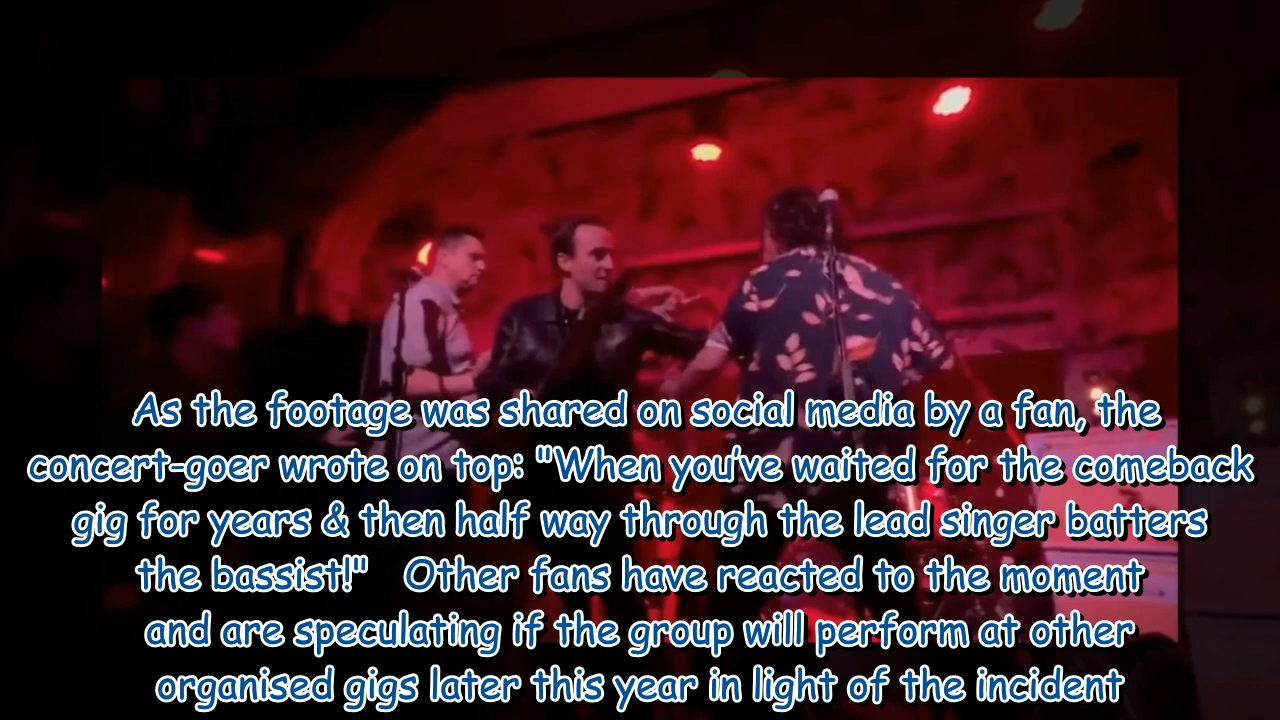 As the footage was shared on social media by a fan, the
concert-goer wrote on top: "When you've waited for the comeback
gig for years & then half way through the lead singer batters
the bassist!"   Other fans have reacted to the moment
and are speculating if the group will perform at other
organised gigs later this year in light of the incident